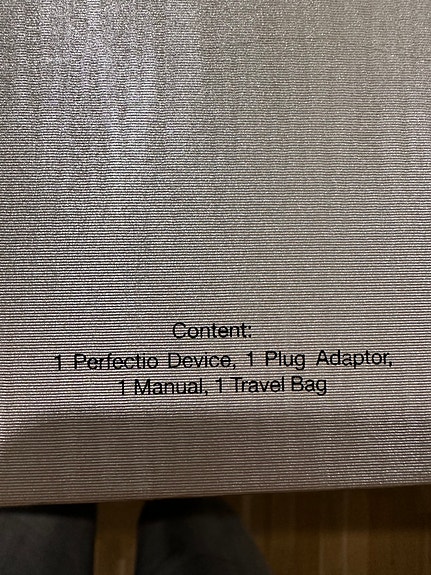 Content:
1 Perfectio Device, 1 Plug Adaptor,
1 Manual, 1 Travel Bag